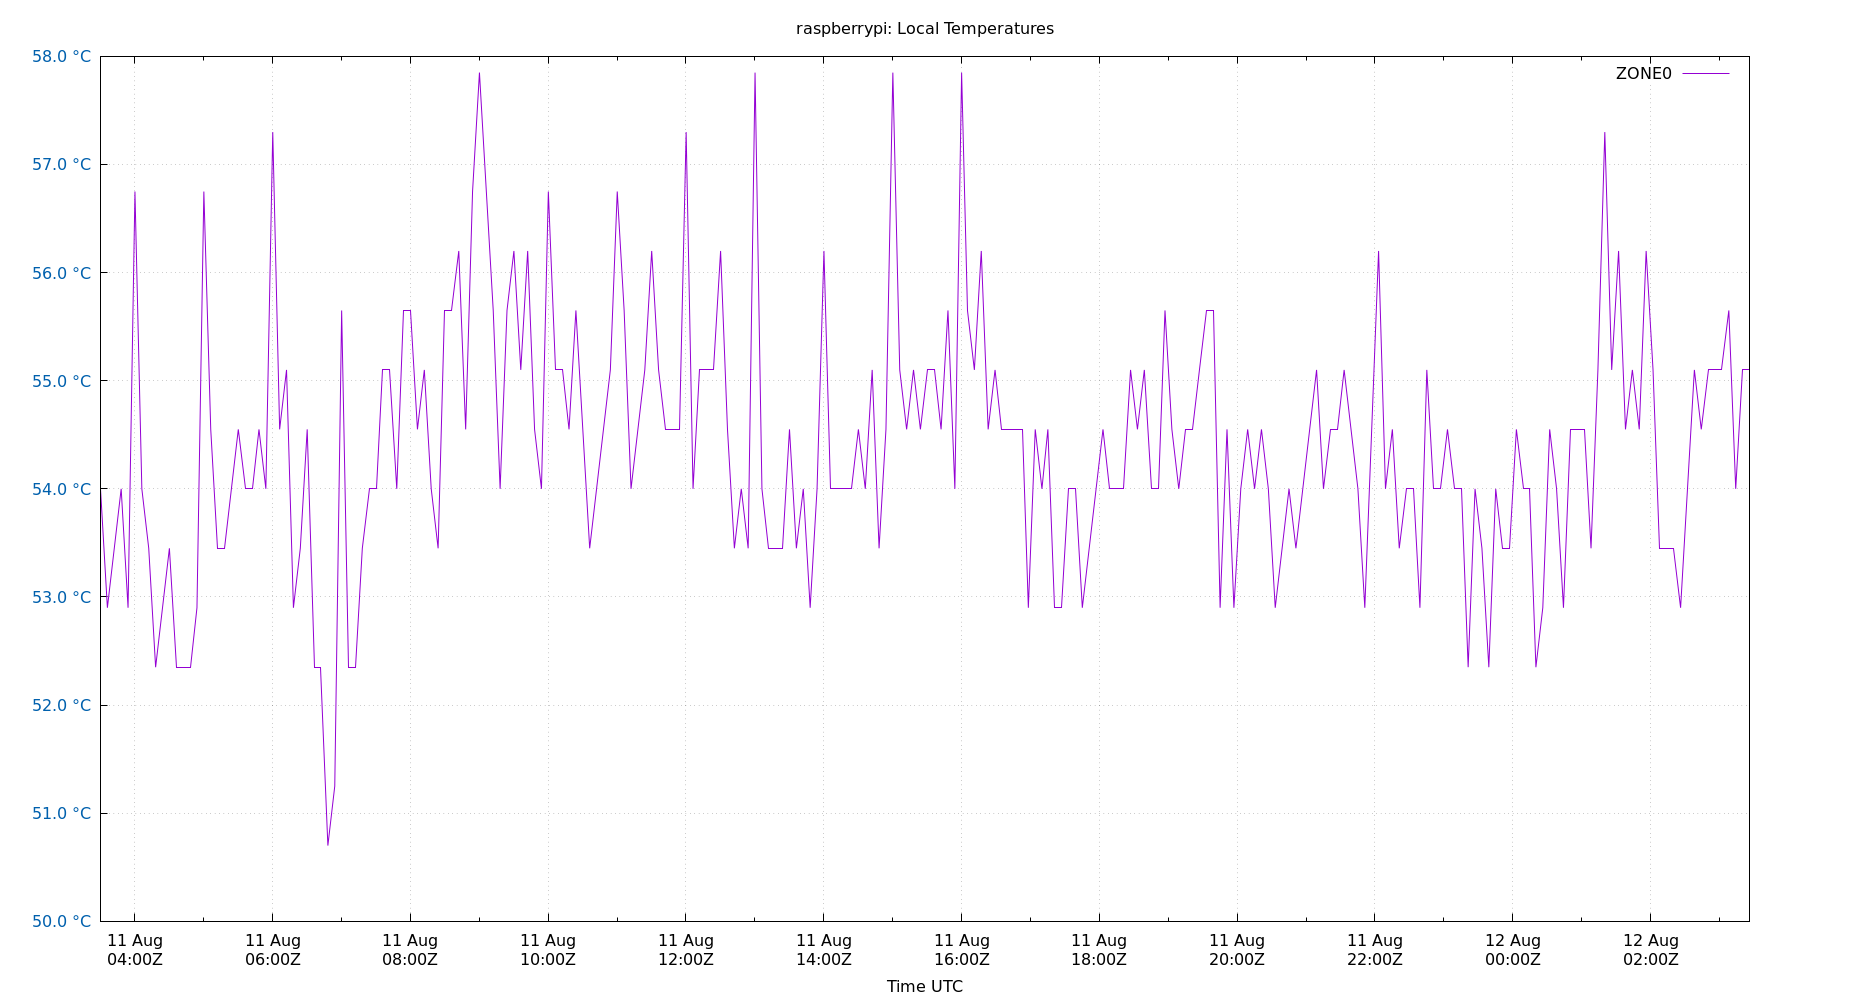 raspberrypi: Local Temperatures
58.0 °C
57.0 °C
56.0 °C
55.0 °C
54.0 °C
53.0 °C
52.0 °C
51.0 °C
50.0 °C
ZONE0
11 Aug 11 Aug 11 Aug 11 Aug 11 Aug 11 Aug 11 Aug 11 Aug 11 Aug 11 Aug 12 Aug 12 Aug
04:00Z 06:00Z 08:00Z 10:00Z 12:00Z 14:00Z 16:00Z 18:00Z 20:00Z 22:00Z 00:00Z 02:00Z
Time UTC